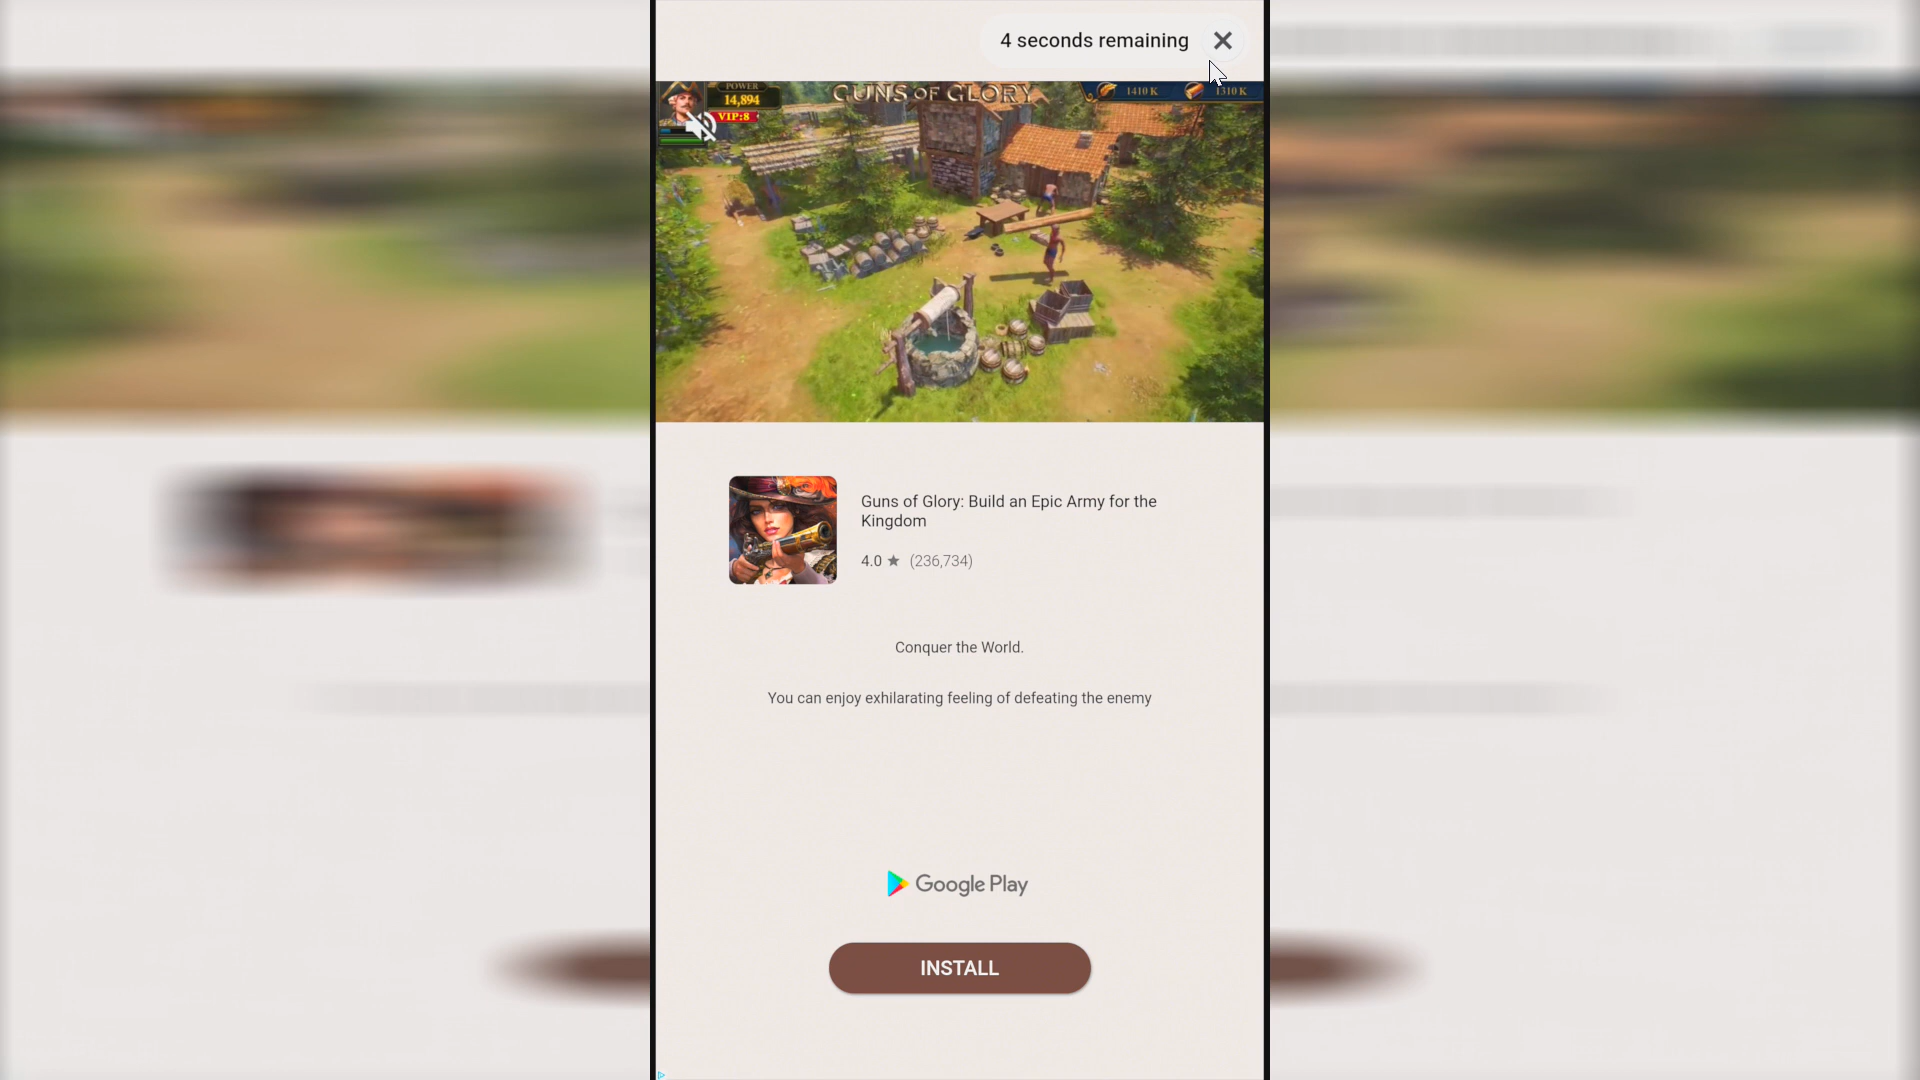 4 seconds remaining
POWER
14,894
VIP:8
GUNS OF GLORY
1410 K
1310 K
Guns of Glory: Build an Epic Army for the
Kingdom
4.0 ★ (236,734)
Conquer the World.
You can enjoy exhilarating feeling of defeating the enemy
Google Play
INSTALL